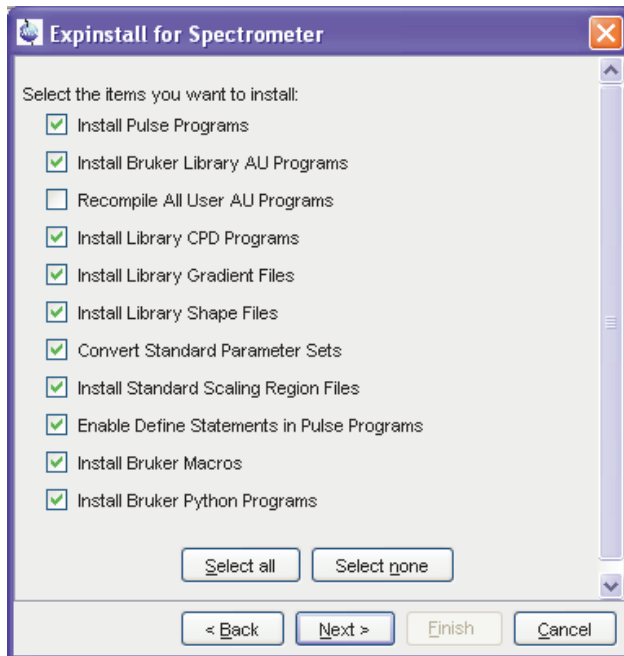 Expinstall for Spectrometer
Select the items you want to install:
Install Pulse Programs
Install Bruker Library AU Programs
Recompile All User AU Programs
Install Library CPD Programs
Install Library Gradient Files
Install Library Shape Files
Convert Standard Parameter Sets
Install Standard Scaling Region Files
Enable Define Statements in Pulse Programs
Install Bruker Macros
Install Bruker Python Programs
Select all Select none
< Back Next > Finish Cancel